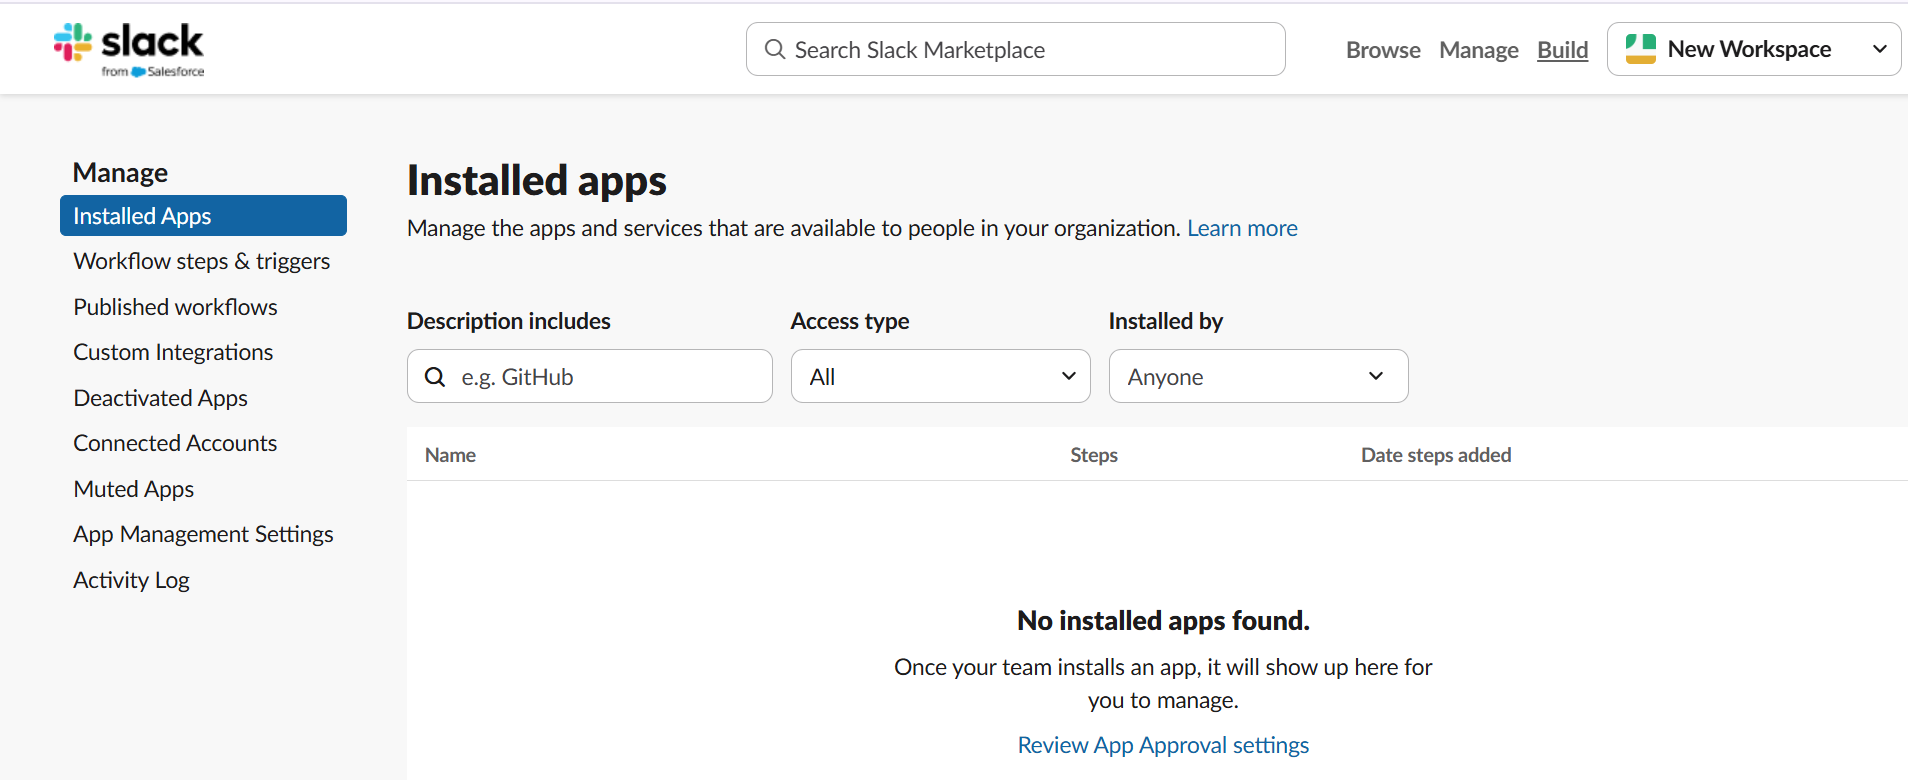 slack
from Salesforce
Search Slack Marketplace
Browse Manage Build
New Workspace
Manage
Installed Apps
Workflow steps & triggers
Published workflows
Custom Integrations
Deactivated Apps
Connected Accounts
Muted Apps
App Management Settings
Activity Log
Installed apps
Manage the apps and services that are available to people in your organization. Learn more
Description includes
e.g. GitHub
Access type
All
Installed by
Anyone
Name Steps Date steps added
No installed apps found.
Once your team installs an app, it will show up here for
you to manage.
Review App Approval settings